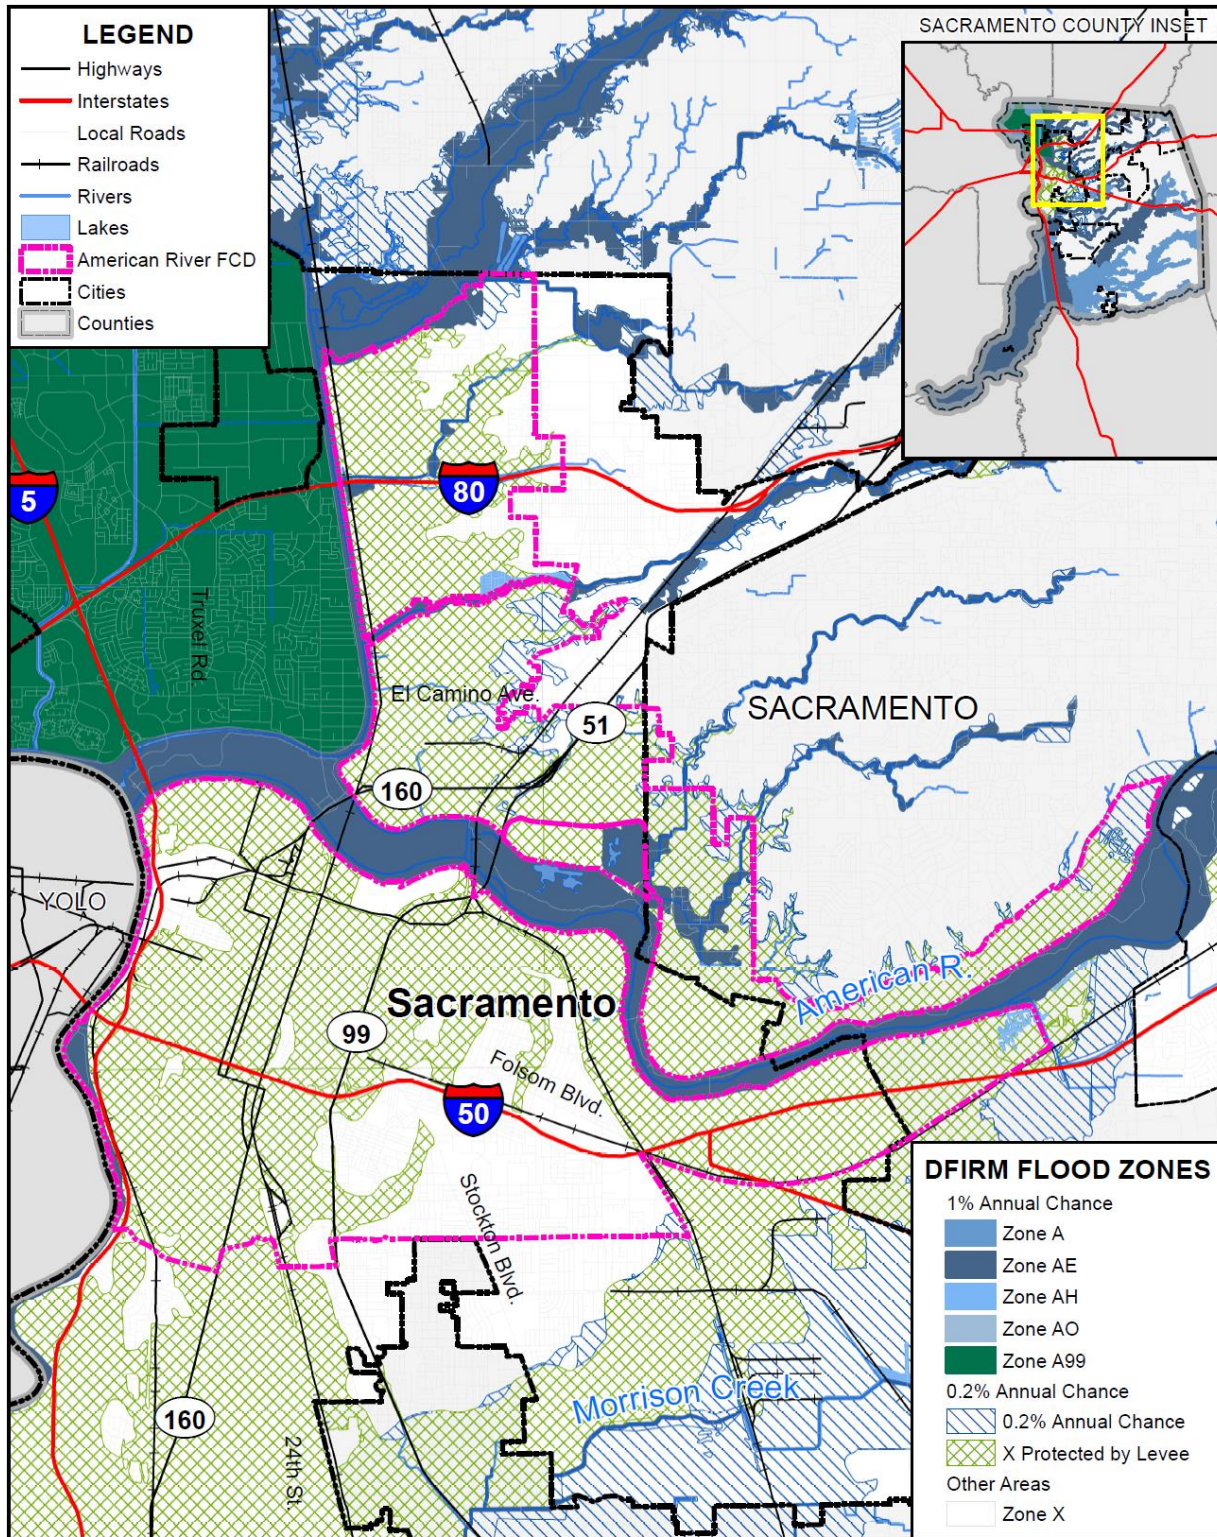 LEGEND
Highways
Interstates
Local Roads
Railroads
Rivers
Lakes
American River FCD
Cities
Counties
SACRAMENTO COUNTY INSET
5
80
Truxel Rd.
El Camino Ave.
51
SACRAMENTO
160
YOLO
American R.
Sacramento
99
Folsom Blvd.
50
Stockton Blvd.
Morrison Creek
160
24th St.
DFIRM FLOOD ZONES
1% Annual Chance
Zone A
Zone AE
Zone AH
Zone AO
Zone A99
0.2% Annual Chance
0.2% Annual Chance
X Protected by Levee
Other Areas
Zone X